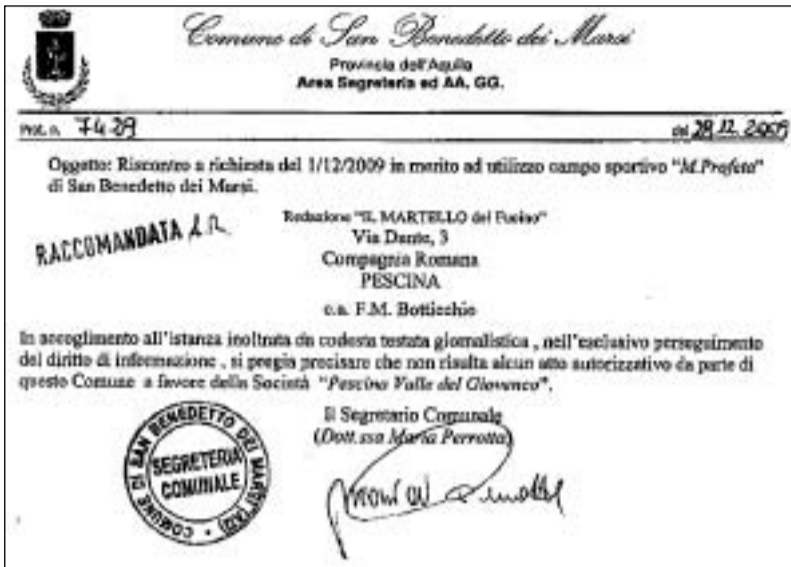 Comune di San Benedetto dei Marsi
Provincia dell'Aquila
Area Segreteria ed AA. GG.
Prot. n. 7489 del 28.12.2009
Oggetto: Riscontro a richiesta del 1/12/2009 in merito ad utilizzo campo sportivo "M.Profeta"
di San Benedetto dei Marsi.
RACCOMANDATA A.R.
Redazione "IL MARTELLO del Fucino"
Via Dante, 3
Compagnia Romana
PESCINA
c.a. F.M. Botticchio
In accoglimento all'istanza inoltrata da codesta testata giornalistica , nell'esclusivo perseguimento
del diritto di informazione , si pregia precisare che non risulta alcun atto autorizzativo da parte di
questo Comune a favore della Società "Pescina Valle del Giovenco".
Il Segretario Comunale
(Dott.ssa Maria Perrotta)
COMUNE DI SAN BENEDETTO DEI MARSI (AQ)
SEGRETERIA
COMUNALE